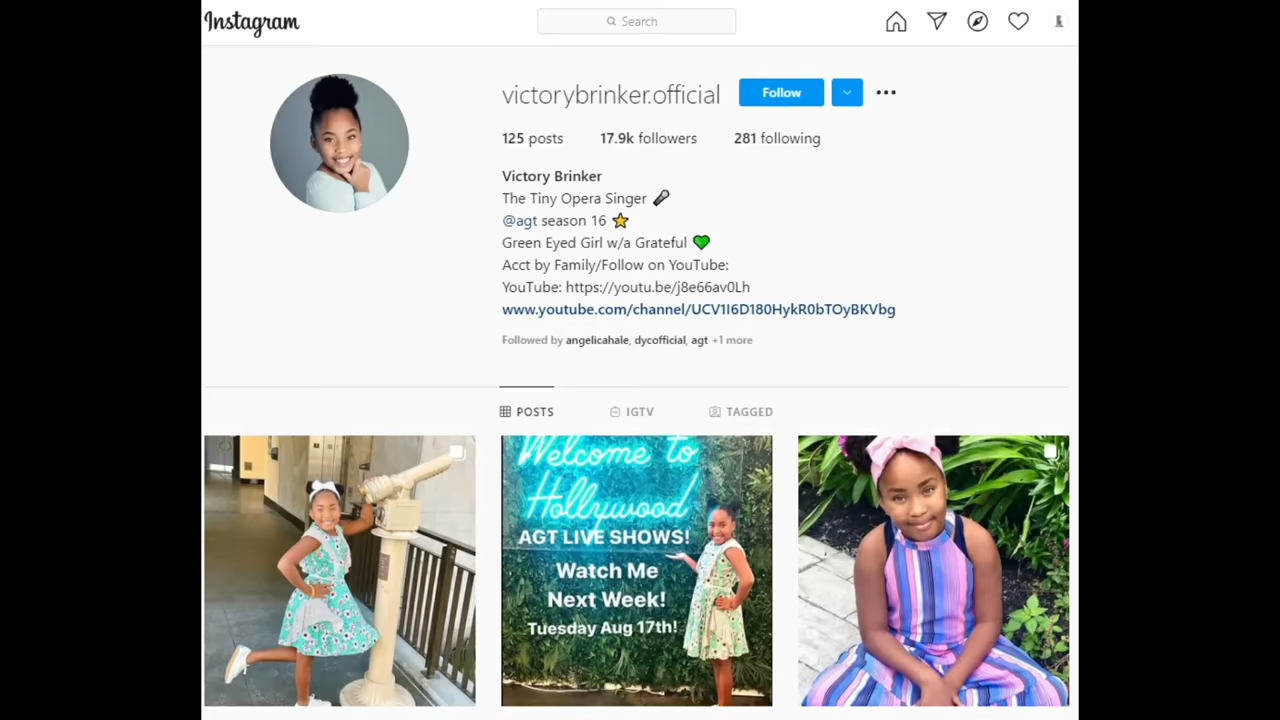 Instagram
Search
victorybrinker.official
Follow
125 posts 17.9k followers 281 following
Victory Brinker
The Tiny Opera Singer 🎤
@agt season 16 ⭐
Green Eyed Girl w/a Grateful 💚
Acct by Family/Follow on YouTube:
YouTube: https://youtu.be/j8e66av0Lh
www.youtube.com/channel/UCV1I6D180HykR0bTOyBKVbg
Followed by angelicahale, dycofficial, agt +1 more
POSTS IGTV TAGGED
Welcome to
Hollywood
AGT LIVE SHOWS!
Watch Me
Next Week!
Tuesday Aug 17th!